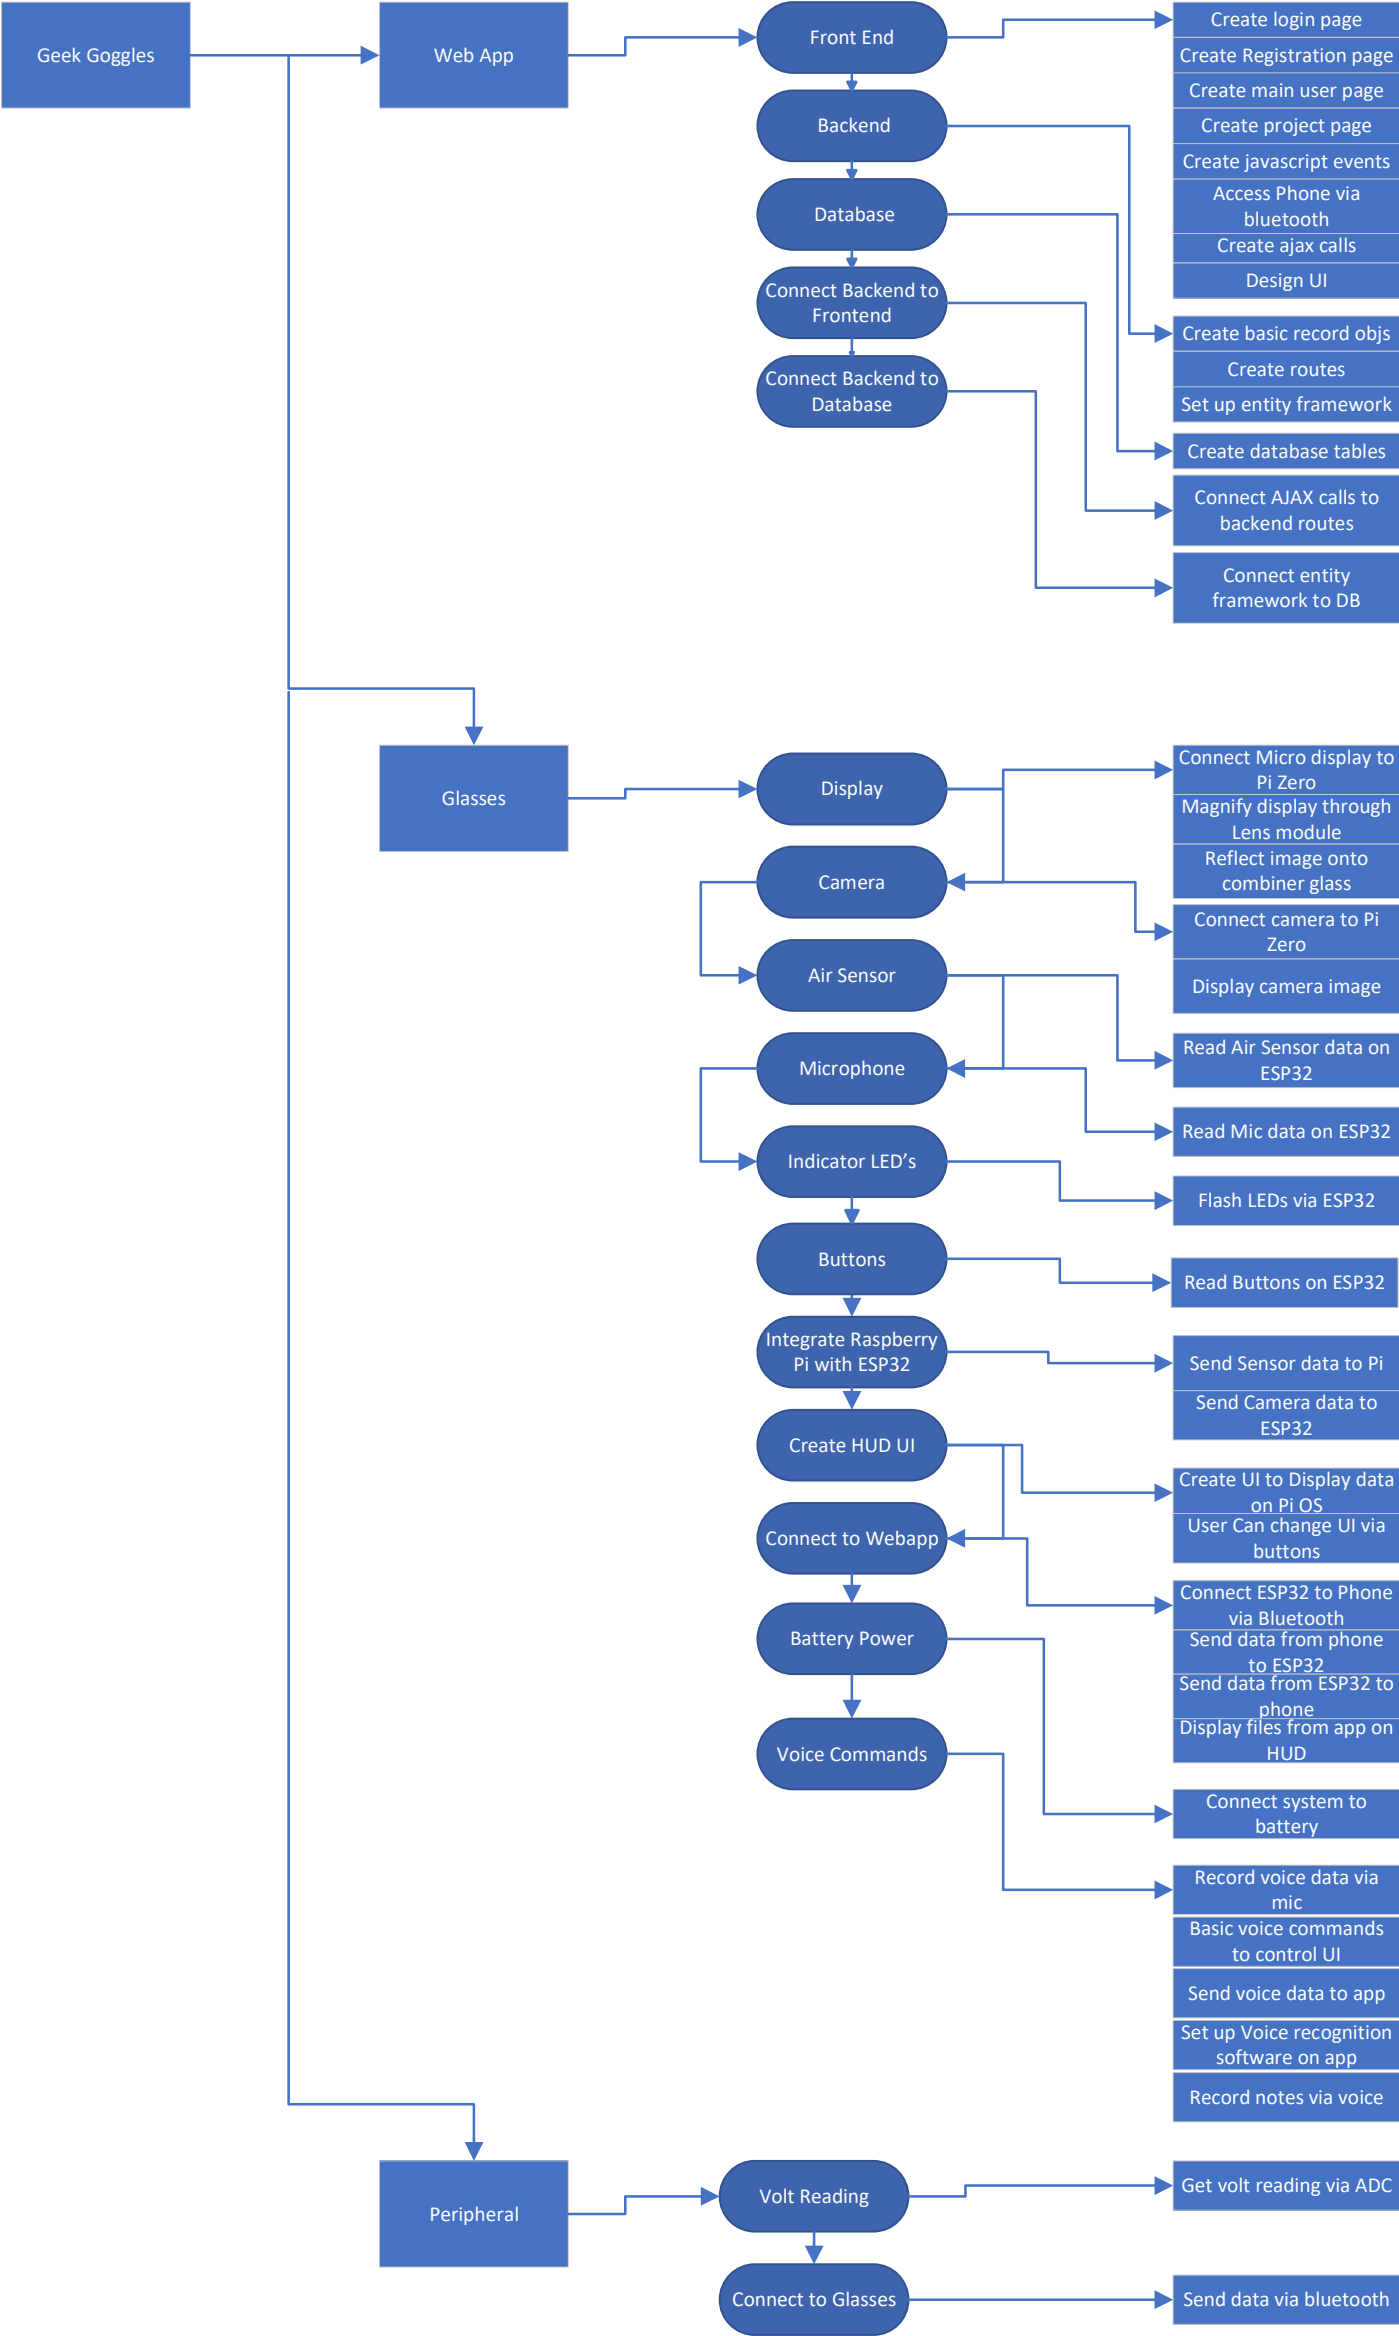 Geek Goggles
Web App
Front End
Backend
Database
Connect Backend to
Frontend
Connect Backend to
Database
Create login page
Create Registration page
Create main user page
Create project page
Create javascript events
Access Phone via
bluetooth
Create ajax calls
Design UI
Create basic record objs
Create routes
Set up entity framework
Create database tables
Connect AJAX calls to
backend routes
Connect entity
framework to DB
Glasses
Display
Camera
Air Sensor
Microphone
Indicator LED’s
Buttons
Integrate Raspberry
Pi with ESP32
Create HUD UI
Connect to Webapp
Battery Power
Voice Commands
Connect Micro display to
Pi Zero
Magnify display through
Lens module
Reflect image onto
combiner glass
Connect camera to Pi
Zero
Display camera image
Read Air Sensor data on
ESP32
Read Mic data on ESP32
Flash LEDs via ESP32
Read Buttons on ESP32
Send Sensor data to Pi
Send Camera data to
ESP32
Create UI to Display data
on Pi OS
User Can change UI via
buttons
Connect ESP32 to Phone
via Bluetooth
Send data from phone
to ESP32
Send data from ESP32 to
phone
Display files from app on
HUD
Connect system to
battery
Record voice data via
mic
Basic voice commands
to control UI
Send voice data to app
Set up Voice recognition
software on app
Record notes via voice
Peripheral
Volt Reading
Connect to Glasses
Get volt reading via ADC
Send data via bluetooth